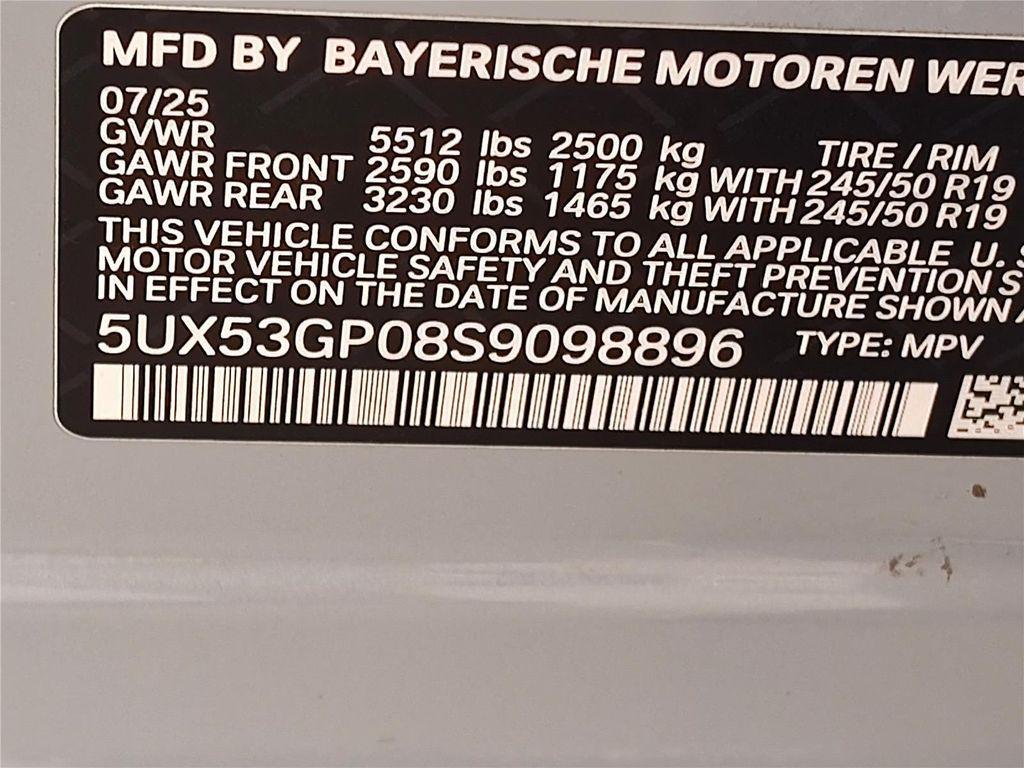 MFD BY BAYERISCHE MOTOREN WER
07/25
GVWR 5512 lbs 2500 kg TIRE / RIM
GAWR FRONT 2590 lbs 1175 kg WITH 245/50 R19
GAWR REAR 3230 lbs 1465 kg WITH 245/50 R19
THIS VEHICLE CONFORMS TO ALL APPLICABLE U. S
MOTOR VEHICLE SAFETY AND THEFT PREVENTION S
IN EFFECT ON THE DATE OF MANUFACTURE SHOWN A
5UX53GP08S9098896 TYPE: MPV